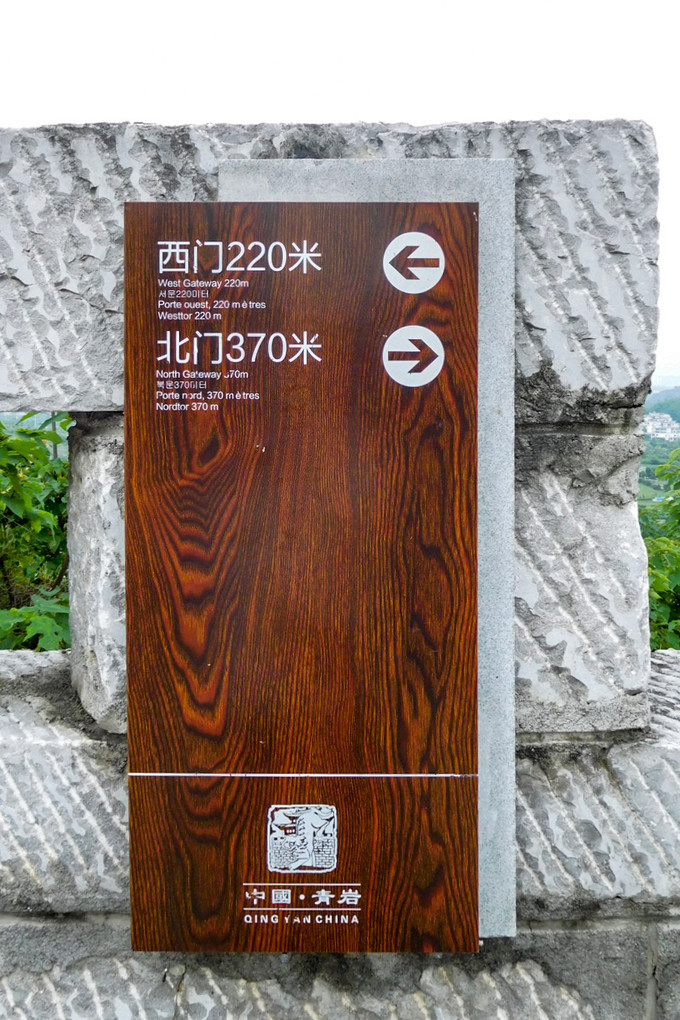 西门220米
West Gateway 220m
서문220미터
Porte ouest, 220 mètres
Westtor 220 m
北门370米
North Gateway 370m
북문370미터
Porte nord, 370 mètres
Nordtor 370 m
中國·青岩
QING YAN CHINA